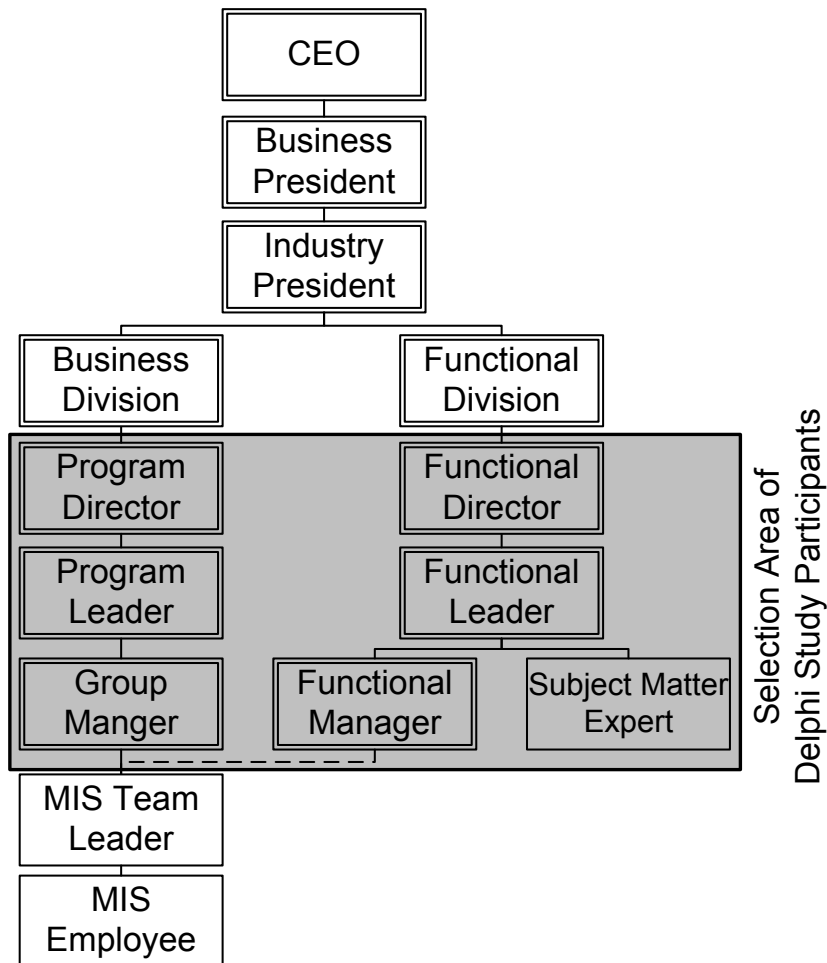 CEO
Business
President
Industry
President
Business
Division
Functional
Division
Program
Director
Functional
Director
Program
Leader
Functional
Leader
Group
Manger
Functional
Manager
Subject Matter
Expert
MIS Team
Leader
MIS
Employee
Selection Area of
Delphi Study Participants